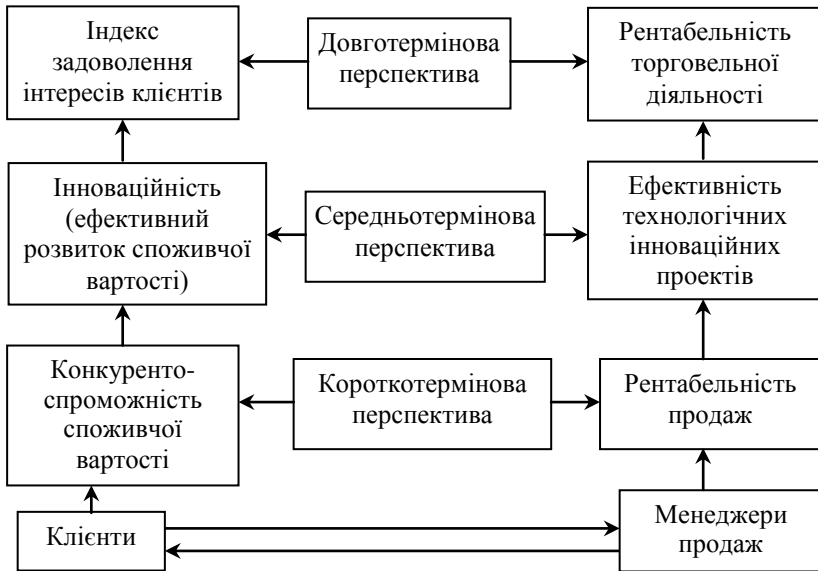 Індекс
задоволення
інтересів клієнтів
Довготермінова
перспектива
Рентабельність
торговельної
діяльності
Інноваційність
(ефективний
розвиток споживчої
вартості)
Середньотермінова
перспектива
Ефективність
технологічних
інноваційних
проектів
Конкуренто-
спроможність
споживчої
вартості
Короткотермінова
перспектива
Рентабельність
продаж
Клієнти
Менеджери
продаж